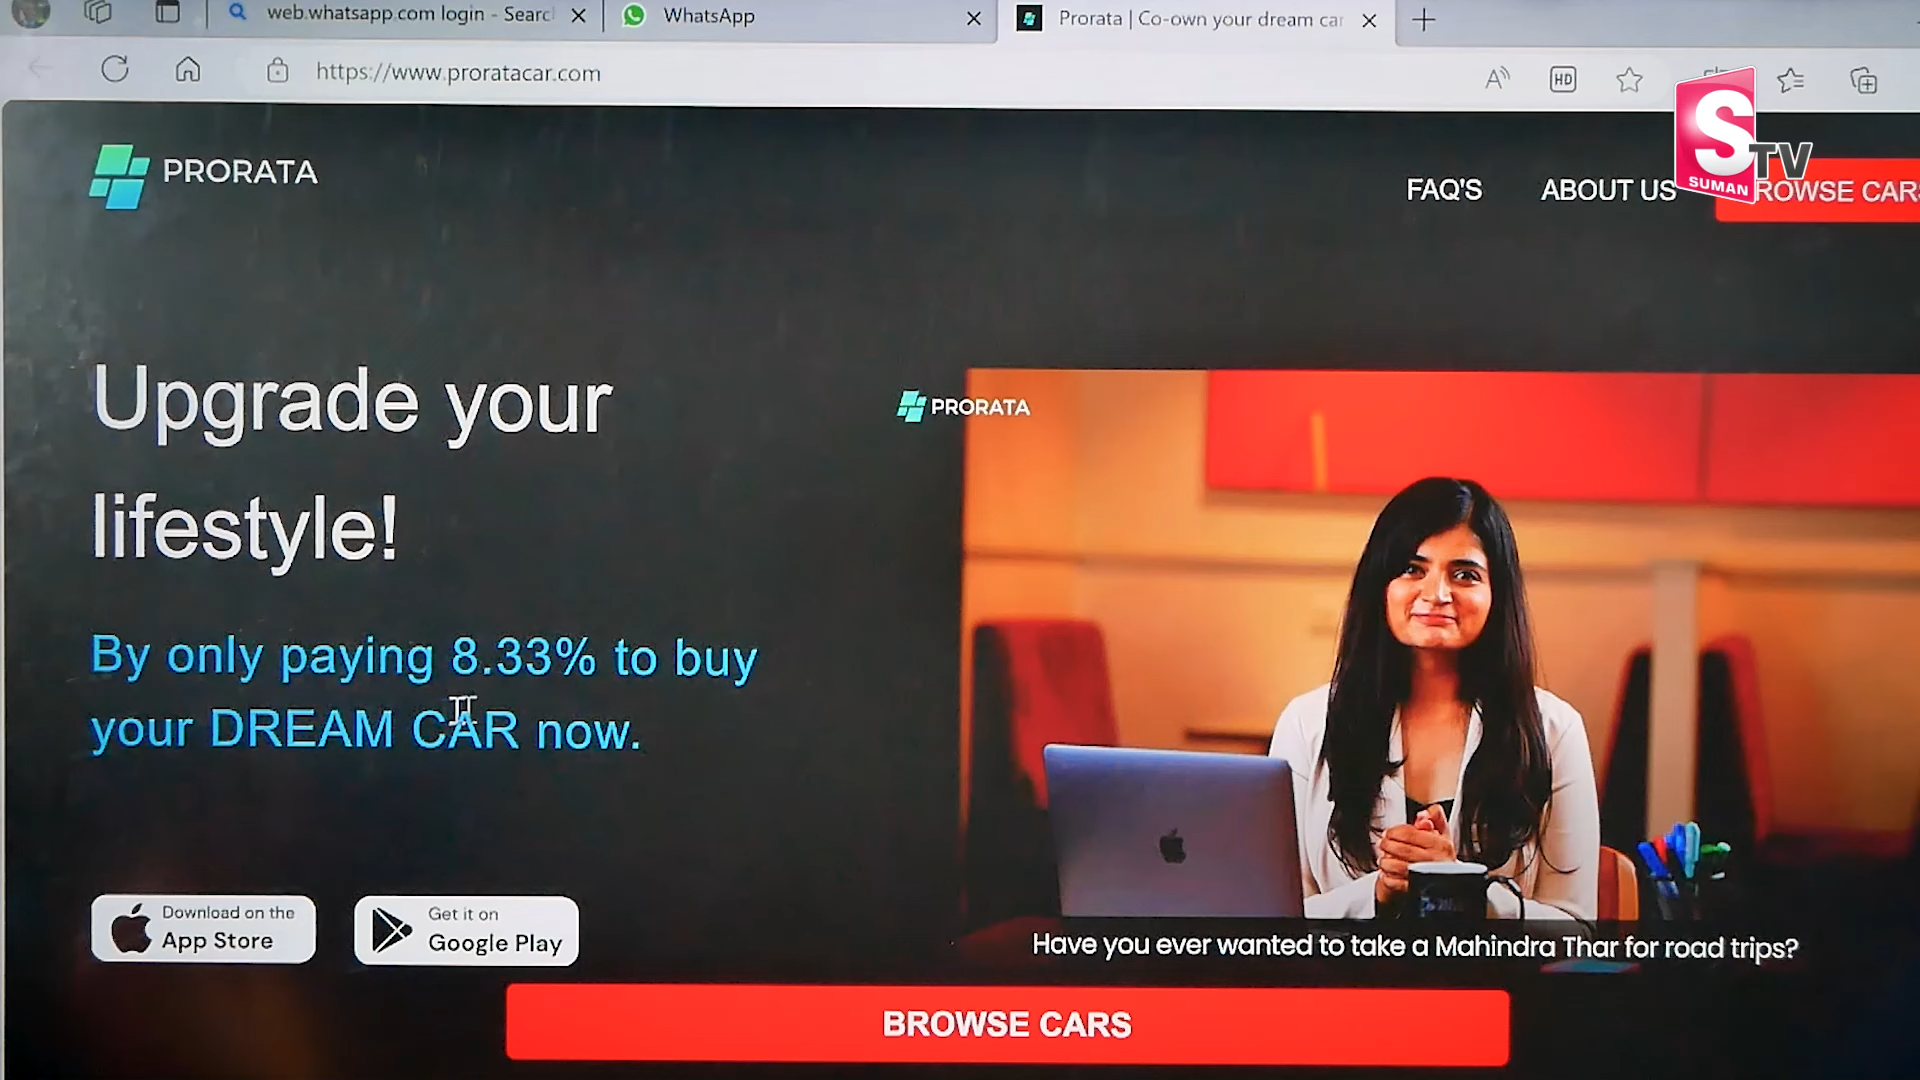 web.whatsapp.com login - Searc
WhatsApp
Prorata | Co-own your dream car
https://www.proratacar.com
HD
S
TV
SUMAN
PRORATA
FAQ'S
ABOUT US
ROWSE CARS
Upgrade your
lifestyle!
PRORATA
By only paying 8.33% to buy
your DREAM CAR now.
Download on the
App Store
Get it on
Google Play
Have you ever wanted to take a Mahindra Thar for road trips?
BROWSE CARS